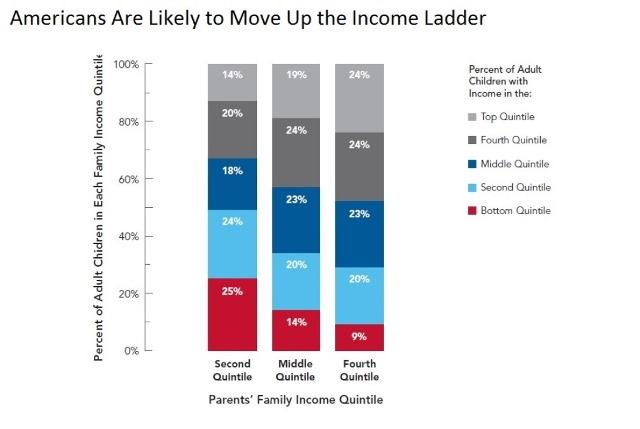 Americans Are Likely to Move Up the Income Ladder
Percent of Adult Chidren in Each Family Income Quintile
100%
80%
60%
40%
20%
0%
14%
20%
18%
24%
25%
19%
24%
23%
20%
14%
24%
24%
23%
20%
9%
Second
Quintile
Middle
Quintile
Fourth
Quintile
Parents' Family Income Quintile
Percent of Adult
Children with
Income in the:
Top Quintile
Fourth Quintile
Middle Quintile
Second Quintile
Bottom Quintile